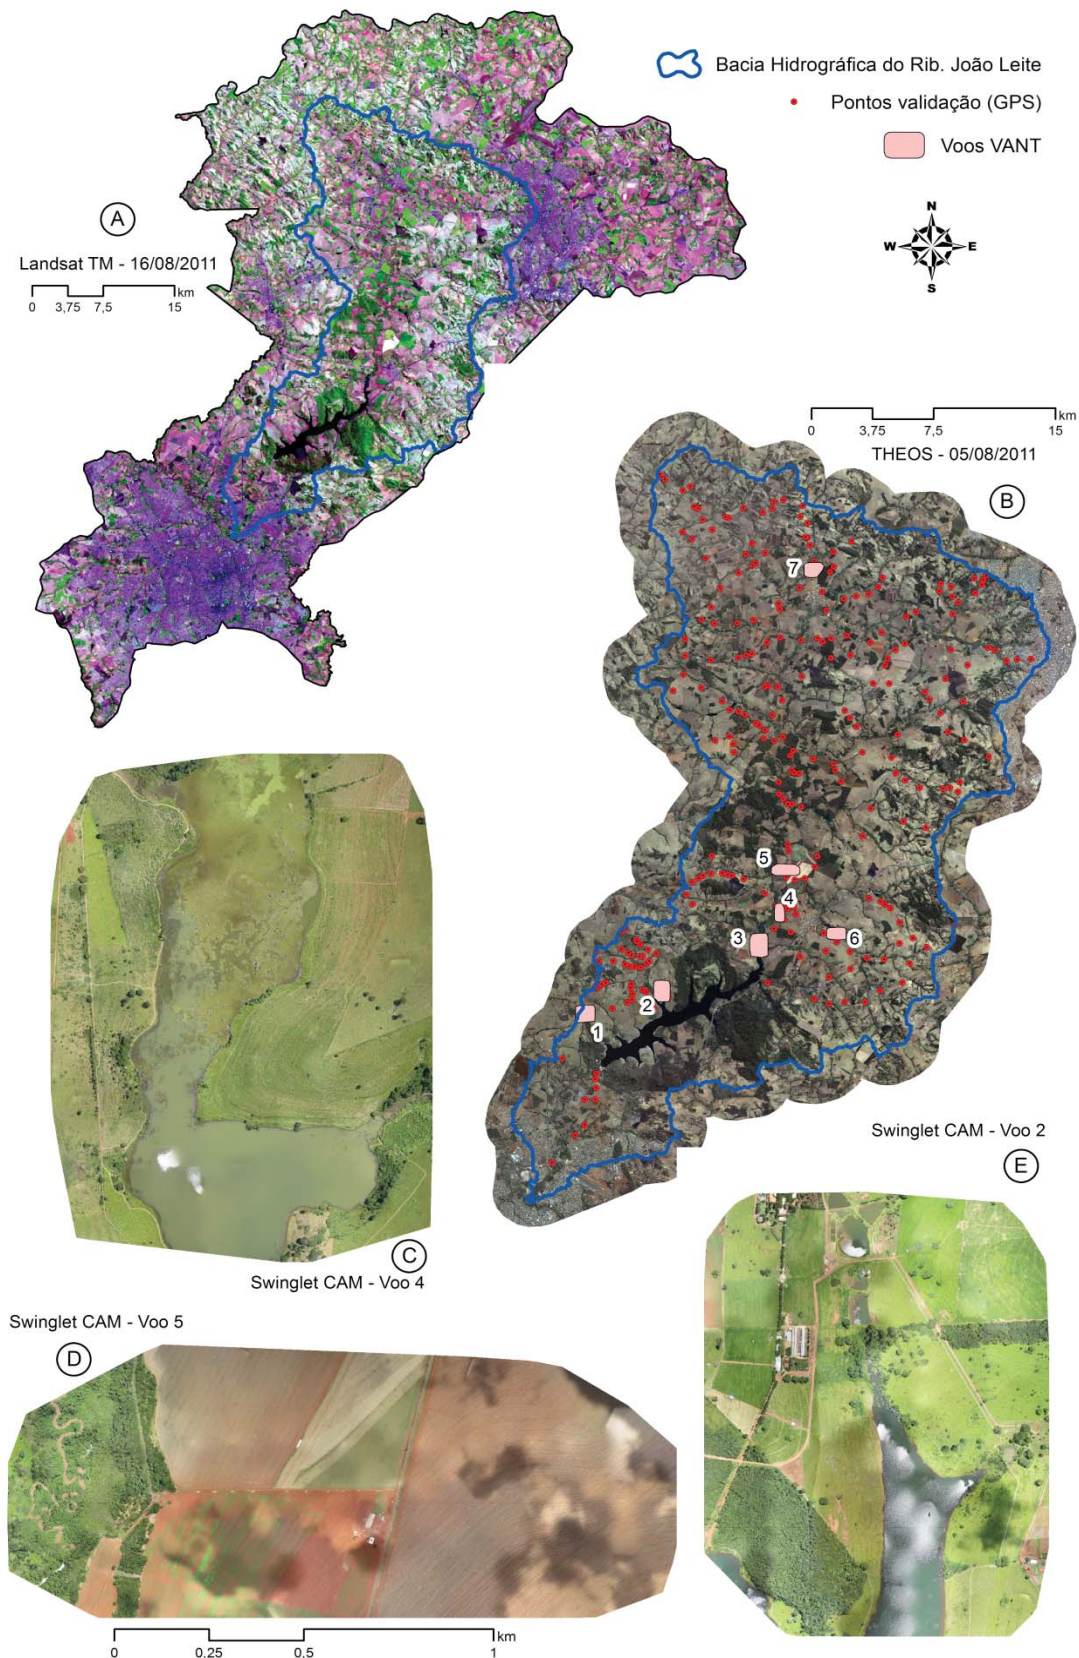 Bacia Hidrográfica do Rib. João Leite
Pontos validação (GPS)
Voos VANT
N
W E
S
A
Landsat TM - 16/08/2011
km
0 3,75 7,5 15
km
0 3,75 7,5 15
THEOS - 05/08/2011
B
7
5
4
3
6
2
1
Swinglet CAM - Voo 2
E
C
Swinglet CAM - Voo 4
Swinglet CAM - Voo 5
D
km
0 0.25 0.5 1